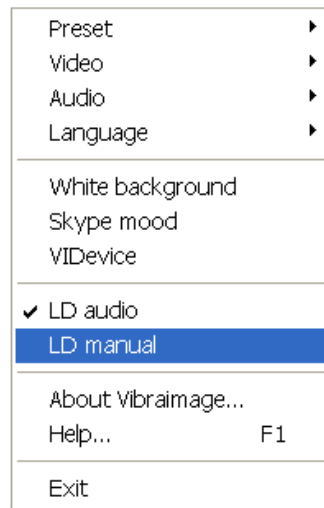 Preset
Video
Audio
Language
White background
Skype mood
VIDevice
LD audio
LD manual
About Vibraimage...
Help... F1
Exit